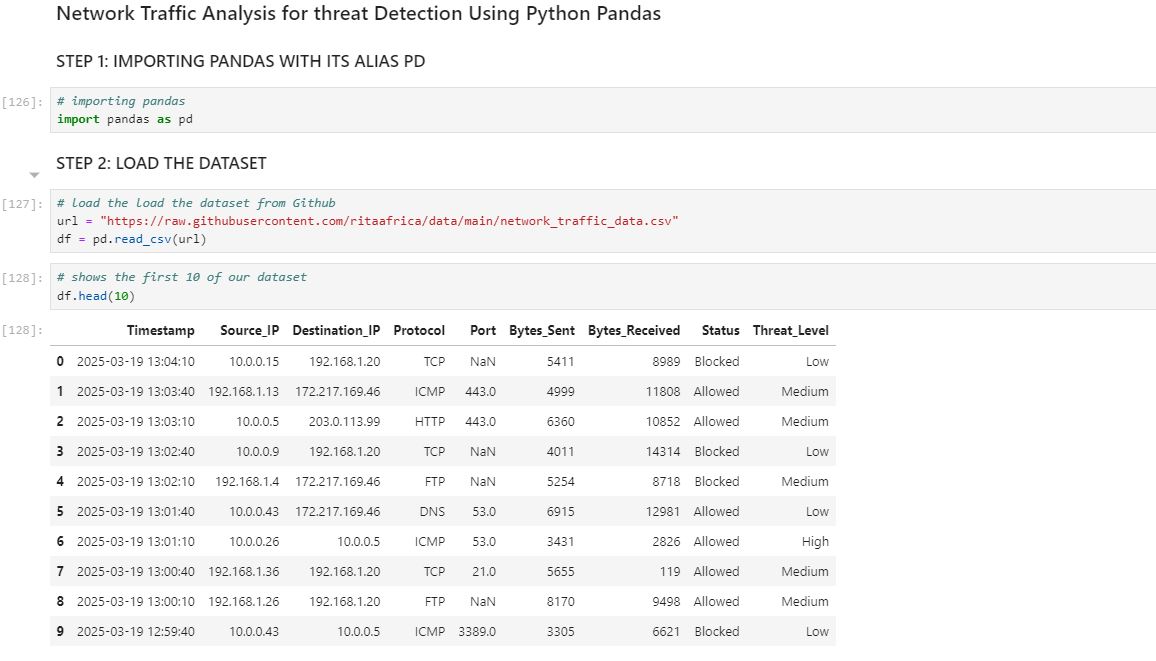 Network Traffic Analysis for threat Detection Using Python Pandas
STEP 1: IMPORTING PANDAS WITH ITS ALIAS PD
[126]: # importing pandas
import pandas as pd
STEP 2: LOAD THE DATASET
[127]: # load the load the dataset from Github
url = "https://raw.githubusercontent.com/ritaafrica/data/main/network_traffic_data.csv"
df = pd.read_csv(url)
[128]: # shows the first 10 of our dataset
df.head(10)
[128]: Timestamp Source_IP Destination_IP Protocol Port Bytes_Sent Bytes_Received Status Threat_Level
0 2025-03-19 13:04:10 10.0.0.15 192.168.1.20 TCP NaN 5411 8989 Blocked Low
1 2025-03-19 13:03:40 192.168.1.13 172.217.169.46 ICMP 443.0 4999 11808 Allowed Medium
2 2025-03-19 13:03:10 10.0.0.5 203.0.113.99 HTTP 443.0 6360 10852 Allowed Medium
3 2025-03-19 13:02:40 10.0.0.9 192.168.1.20 TCP NaN 4011 14314 Blocked Low
4 2025-03-19 13:02:10 192.168.1.4 172.217.169.46 FTP NaN 5254 8718 Blocked Medium
5 2025-03-19 13:01:40 10.0.0.43 172.217.169.46 DNS 53.0 6915 12981 Allowed Low
6 2025-03-19 13:01:10 10.0.0.26 10.0.0.5 ICMP 53.0 3431 2826 Allowed High
7 2025-03-19 13:00:40 192.168.1.36 192.168.1.20 TCP 21.0 5655 119 Allowed Medium
8 2025-03-19 13:00:10 192.168.1.26 192.168.1.20 FTP NaN 8170 9498 Allowed Medium
9 2025-03-19 12:59:40 10.0.0.43 10.0.0.5 ICMP 3389.0 3305 6621 Blocked Low